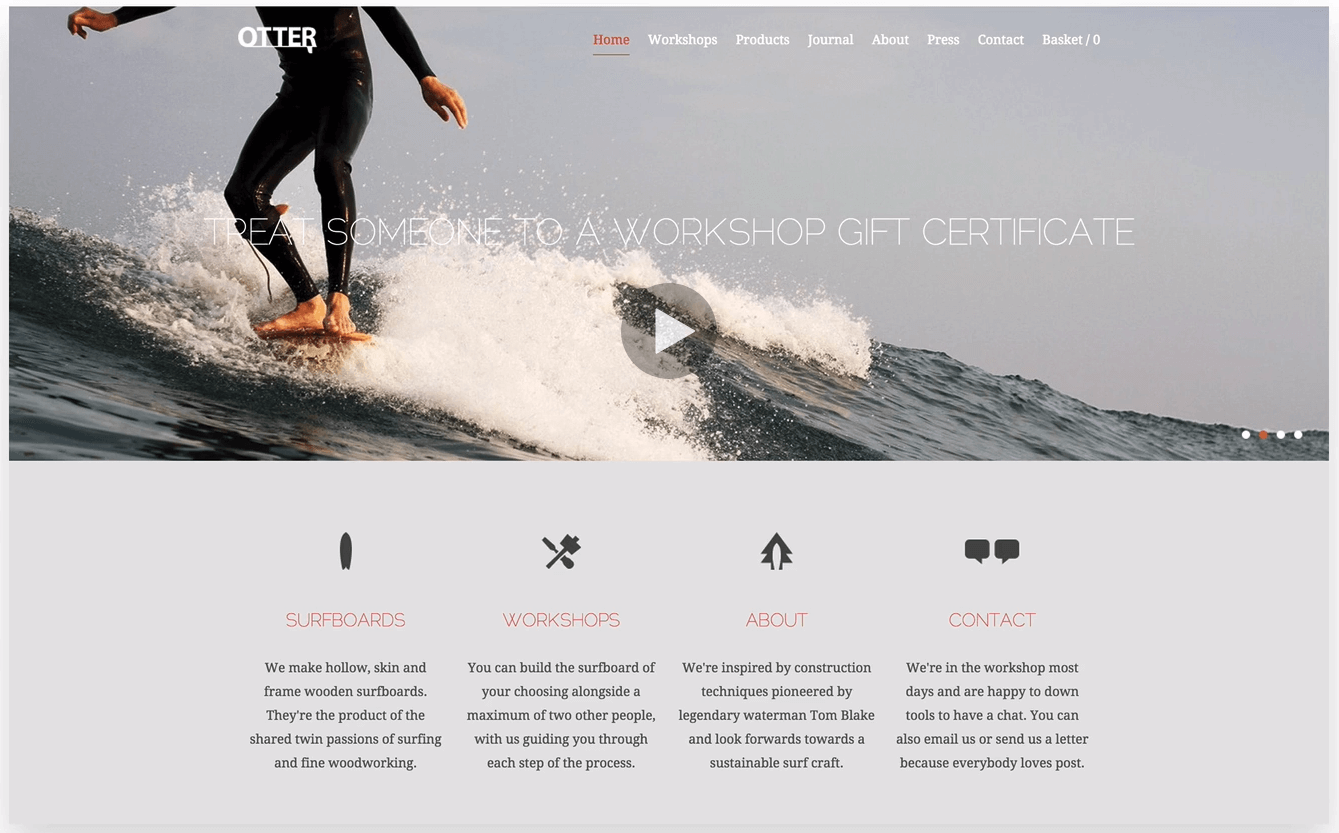 OTTER
Home Workshops Products Journal About Press Contact Basket / 0
TREAT SOMEONE TO A WORKSHOP GIFT CERTIFICATE
SURFBOARDS
We make hollow, skin and
frame wooden surfboards.
They're the product of the
shared twin passions of surfing
and fine woodworking.
WORKSHOPS
You can build the surfboard of
your choosing alongside a
maximum of two other people,
with us guiding you through
each step of the process.
ABOUT
We're inspired by construction
techniques pioneered by
legendary waterman Tom Blake
and look forwards towards a
sustainable surf craft.
CONTACT
We're in the workshop most
days and are happy to down
tools to have a chat. You can
also email us or send us a letter
because everybody loves post.